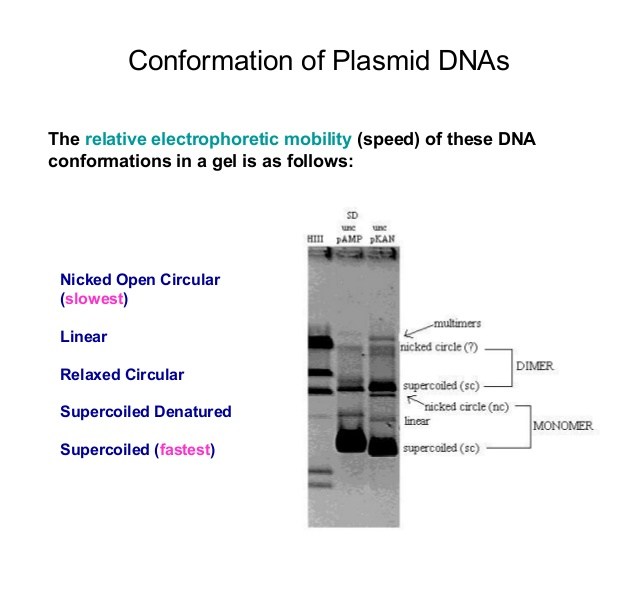 Conformation of Plasmid DNAs
The relative electrophoretic mobility (speed) of these DNA
conformations in a gel is as follows:
Nicked Open Circular
(slowest)
Linear
Relaxed Circular
Supercoiled Denatured
Supercoiled (fastest)
SD
unc unc
HIII pAMP pKAN
multimers
nicked circle (?)
DIMER
supercoiled (sc)
nicked circle (nc)
linear
MONOMER
supercoiled (sc)